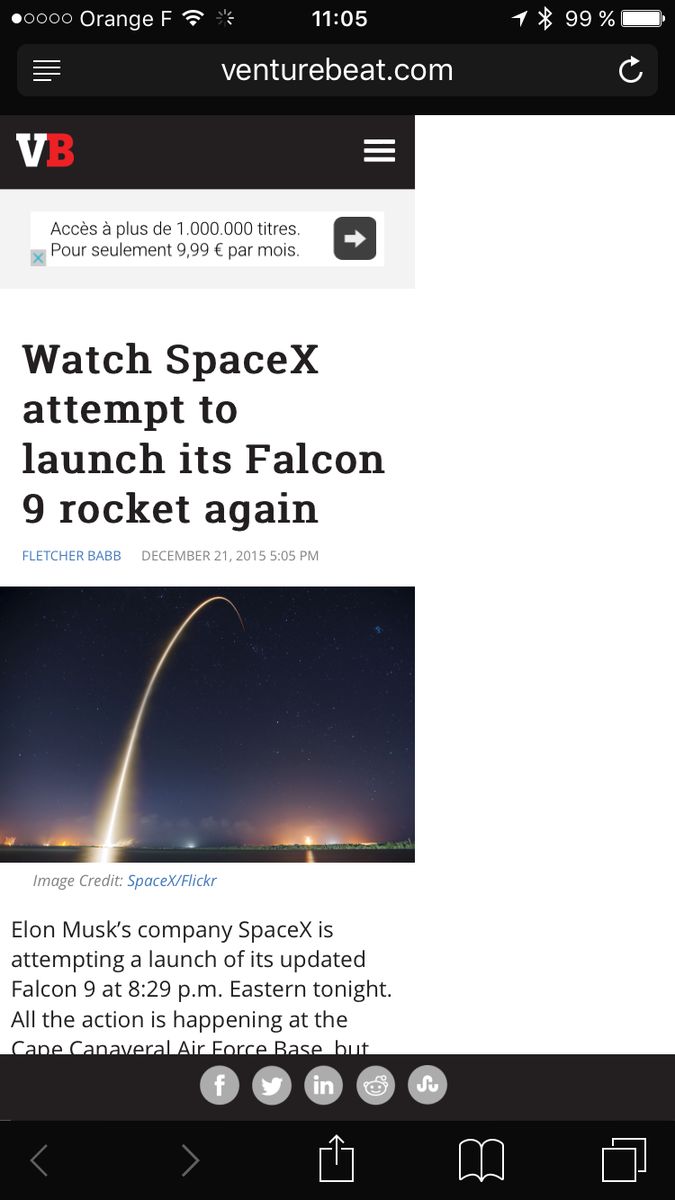 Orange F 11:05 99 %
venturebeat.com
VB
Accès à plus de 1.000.000 titres.
Pour seulement 9,99 € par mois.
Watch SpaceX
attempt to
launch its Falcon
9 rocket again
FLETCHER BABB DECEMBER 21, 2015 5:05 PM
Image Credit: SpaceX/Flickr
Elon Musk’s company SpaceX is
attempting a launch of its updated
Falcon 9 at 8:29 p.m. Eastern tonight.
All the action is happening at the
Cape Canaveral Air Force Base, but